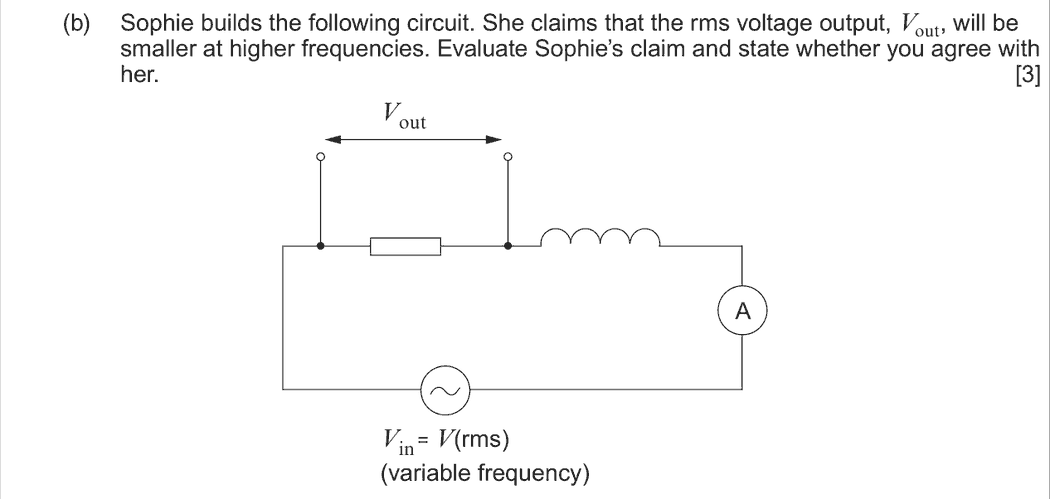 (b) Sophie builds the following circuit. She claims that the rms voltage output, Vout, will be
smaller at higher frequencies. Evaluate Sophie’s claim and state whether you agree with
her. [3]
Vout
A
Vin = V(rms)
(variable frequency)